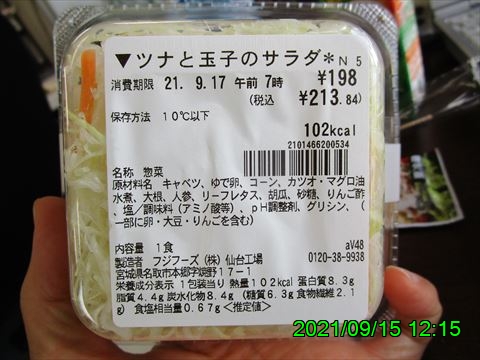 ▼ツナと玉子のサラダ*N 5
消費期限 21. 9.17 午前 7時 ¥198
(税込 ¥213.84)
保存方法 10℃以下
102kcal
2101466200534
名称 惣菜
原材料名 キャベツ、ゆで卵、コーン、カツオ・マグロ油
水煮、大根、人参、リーフレタス、胡瓜、砂糖、りんご酢
、塩/調味料(アミノ酸等)、pH調整剤、グリシン、(
一部に卵・大豆・りんごを含む)
内容量 1食 aV48
製造者 フジフーズ(株)仙台工場 0120-38-9938
宮城県名取市本郷字焼野17-1
栄養成分表示 1包装当り 熱量102kcal 蛋白質8.3g
脂質4.4g 炭水化物8.4g (糖質6.3g 食物繊維2.1
g) 食塩相当量0.67g <推定値>
2021/09/15 12:15